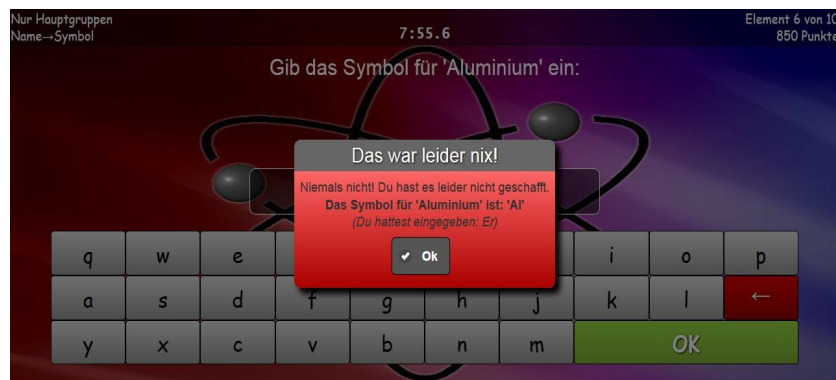 Nur Hauptgruppen
Name→Symbol
7:55.6
Element 6 von 10
850 Punkte
Gib das Symbol für 'Aluminium' ein:
Das war leider nix!
Niemals nicht! Du hast es leider nicht geschafft.
Das Symbol für 'Aluminium' ist: 'Al'
(Du hattest eingegeben: Er)
Ok
q w e i o p
a s d f g h j k l ←
y x c v b n m OK